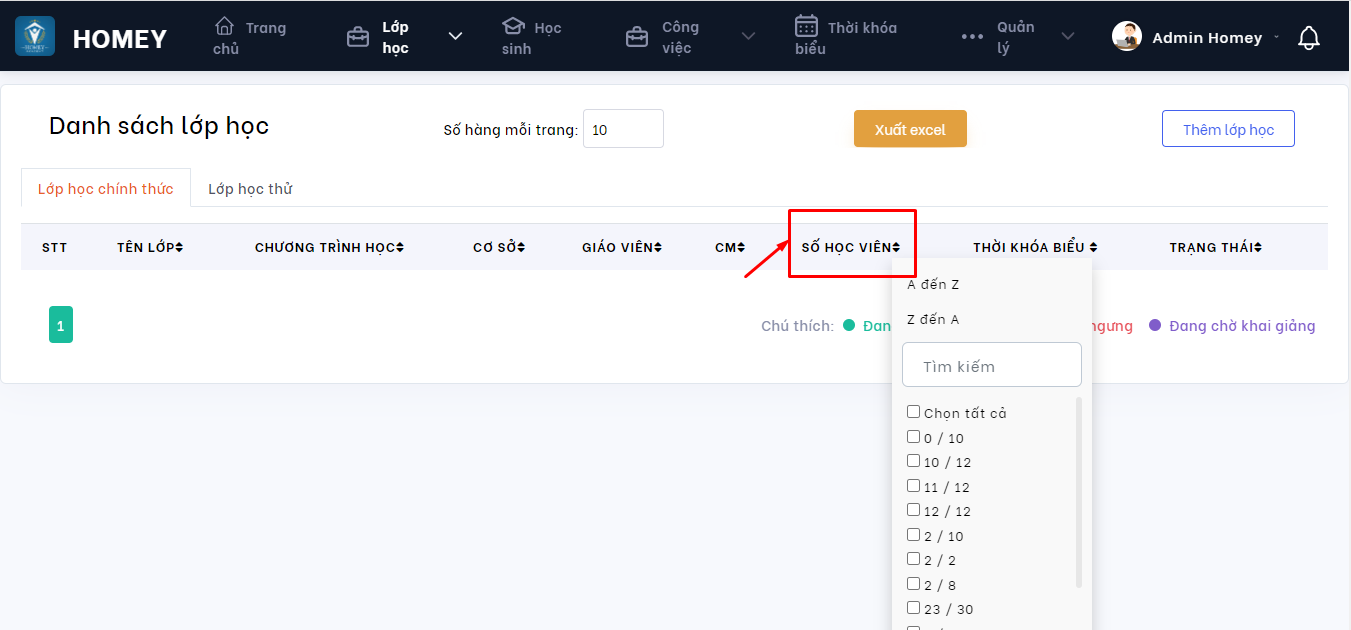 HOMEY
Trang chủ
Lớp học
Học sinh
Công việc
Thời khóa biểu
Quản lý
Admin Homey
Danh sách lớp học
Số hàng mỗi trang: 10
Xuất excel
Thêm lớp học
Lớp học chính thức
Lớp học thử
STT TÊN LỚP CHƯƠNG TRÌNH HỌC CƠ SỞ GIÁO VIÊN CM SỐ HỌC VIÊN THỜI KHÓA BIỂU TRẠNG THÁI
1
Chú thích: Đan ngưng Đang chờ khai giảng
A đến Z
Z đến A
Tìm kiếm
Chọn tất cả
0 / 10
10 / 12
11 / 12
12 / 12
2 / 10
2 / 2
2 / 8
23 / 30